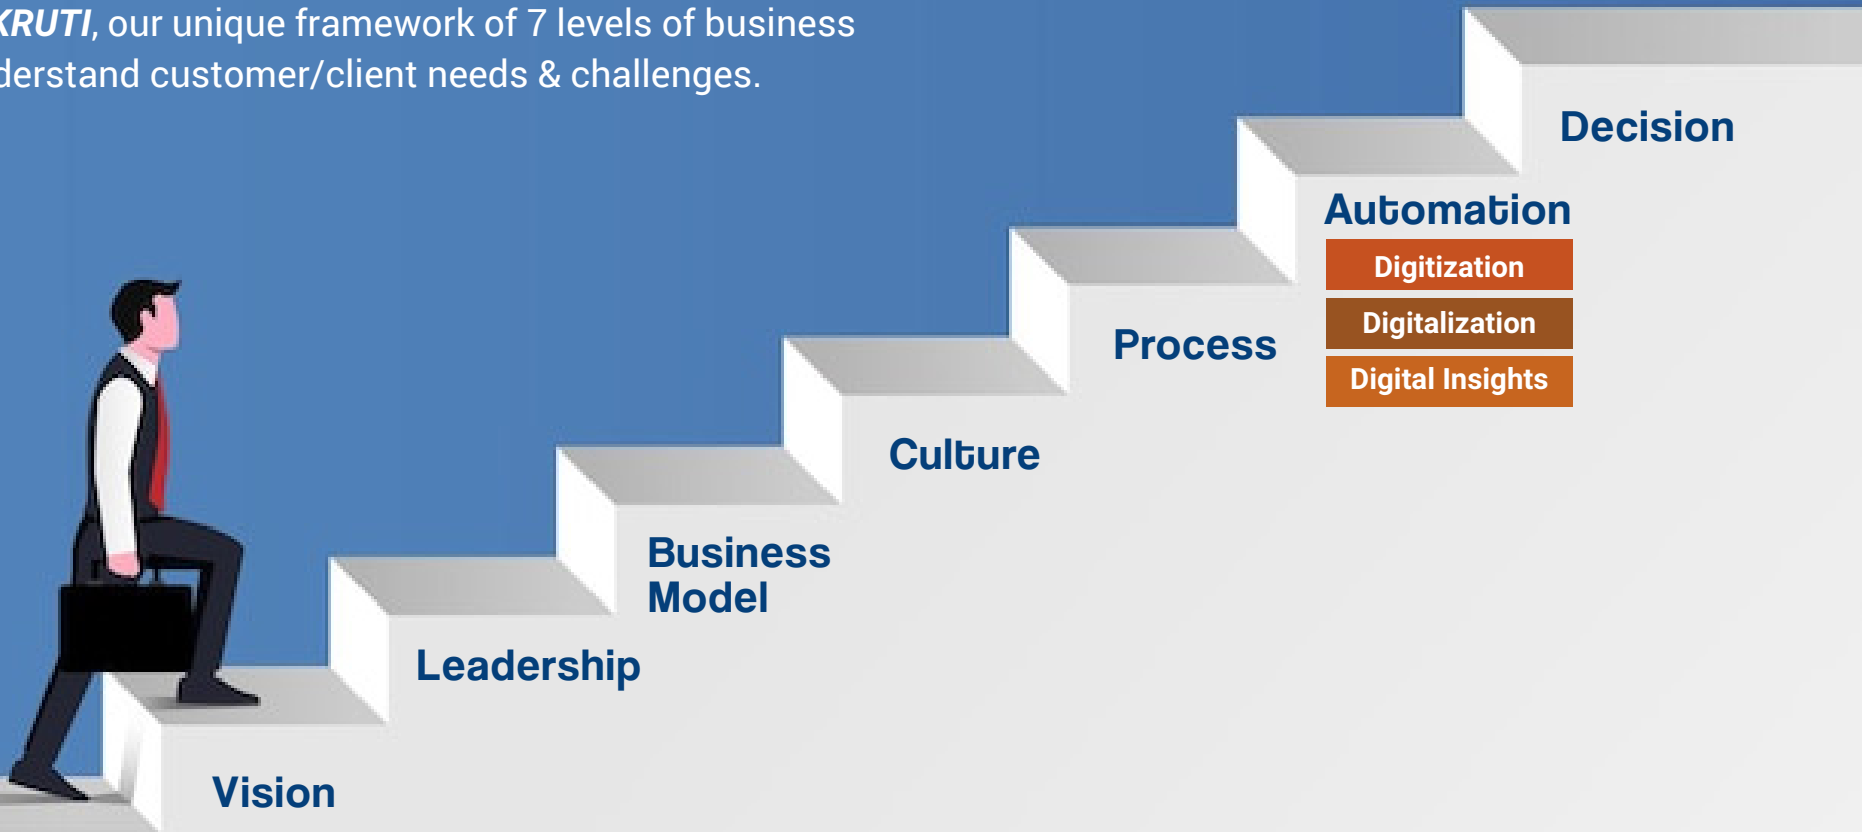 KRUTI, our unique framework of 7 levels of business
derstand customer/client needs & challenges.
Decision
Automation
Digitization
Digitalization
Digital Insights
Process
Culture
Business
Model
Leadership
Vision